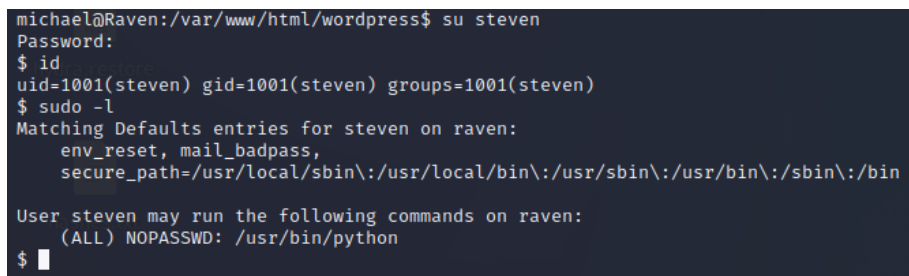 michael@Raven:/var/www/html/wordpress$ su steven
Password:
$ id
uid=1001(steven) gid=1001(steven) groups=1001(steven)
$ sudo -l
Matching Defaults entries for steven on raven:
    env_reset, mail_badpass,
    secure_path=/usr/local/sbin\:/usr/local/bin\:/usr/sbin\:/usr/bin\:/sbin\:/bin

User steven may run the following commands on raven:
    (ALL) NOPASSWD: /usr/bin/python
$